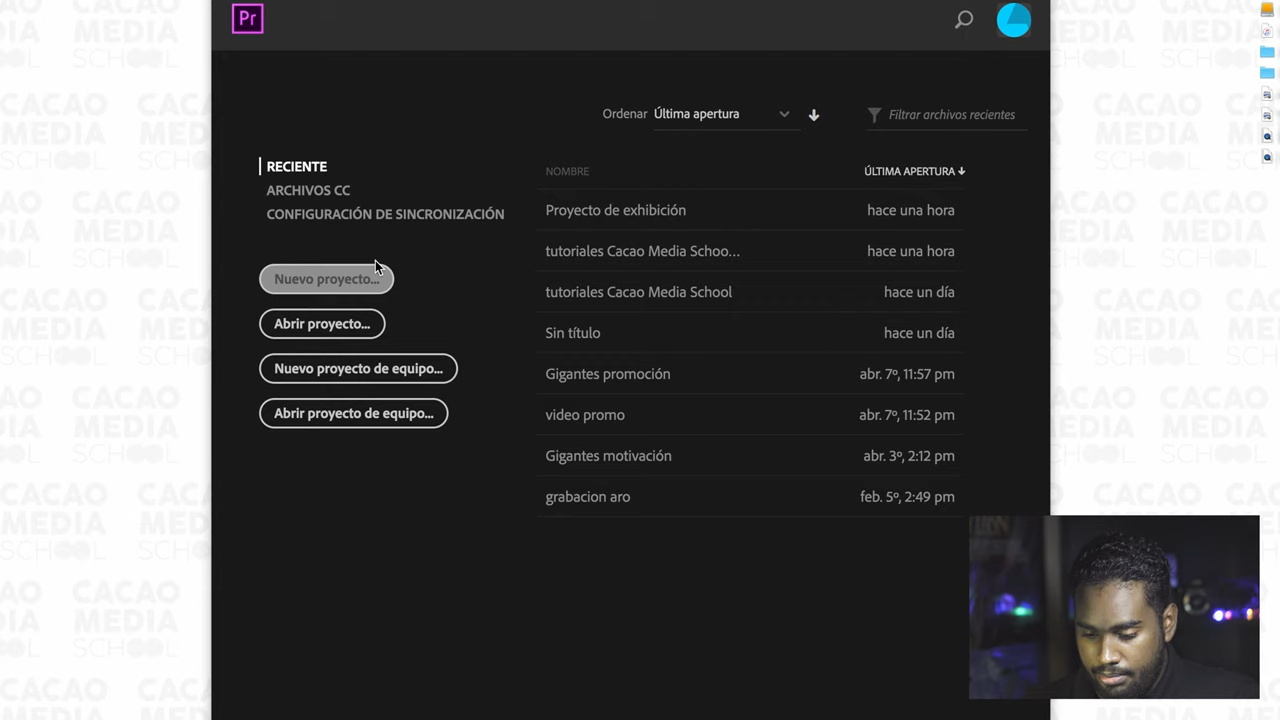 Pr
Ordenar Última apertura
Filtrar archivos recientes
RECIENTE
ARCHIVOS CC
CONFIGURACIÓN DE SINCRONIZACIÓN
Nuevo proyecto...
Abrir proyecto...
Nuevo proyecto de equipo...
Abrir proyecto de equipo...
NOMBRE ÚLTIMA APERTURA
Proyecto de exhibición hace una hora
tutoriales Cacao Media Schoo... hace una hora
tutoriales Cacao Media School hace un día
Sin título hace un día
Gigantes promoción abr. 7º, 11:57 pm
video promo abr. 7º, 11:52 pm
Gigantes motivación abr. 3º, 2:12 pm
grabacion aro feb. 5º, 2:49 pm
CACAO
MEDIA
SCHOOL